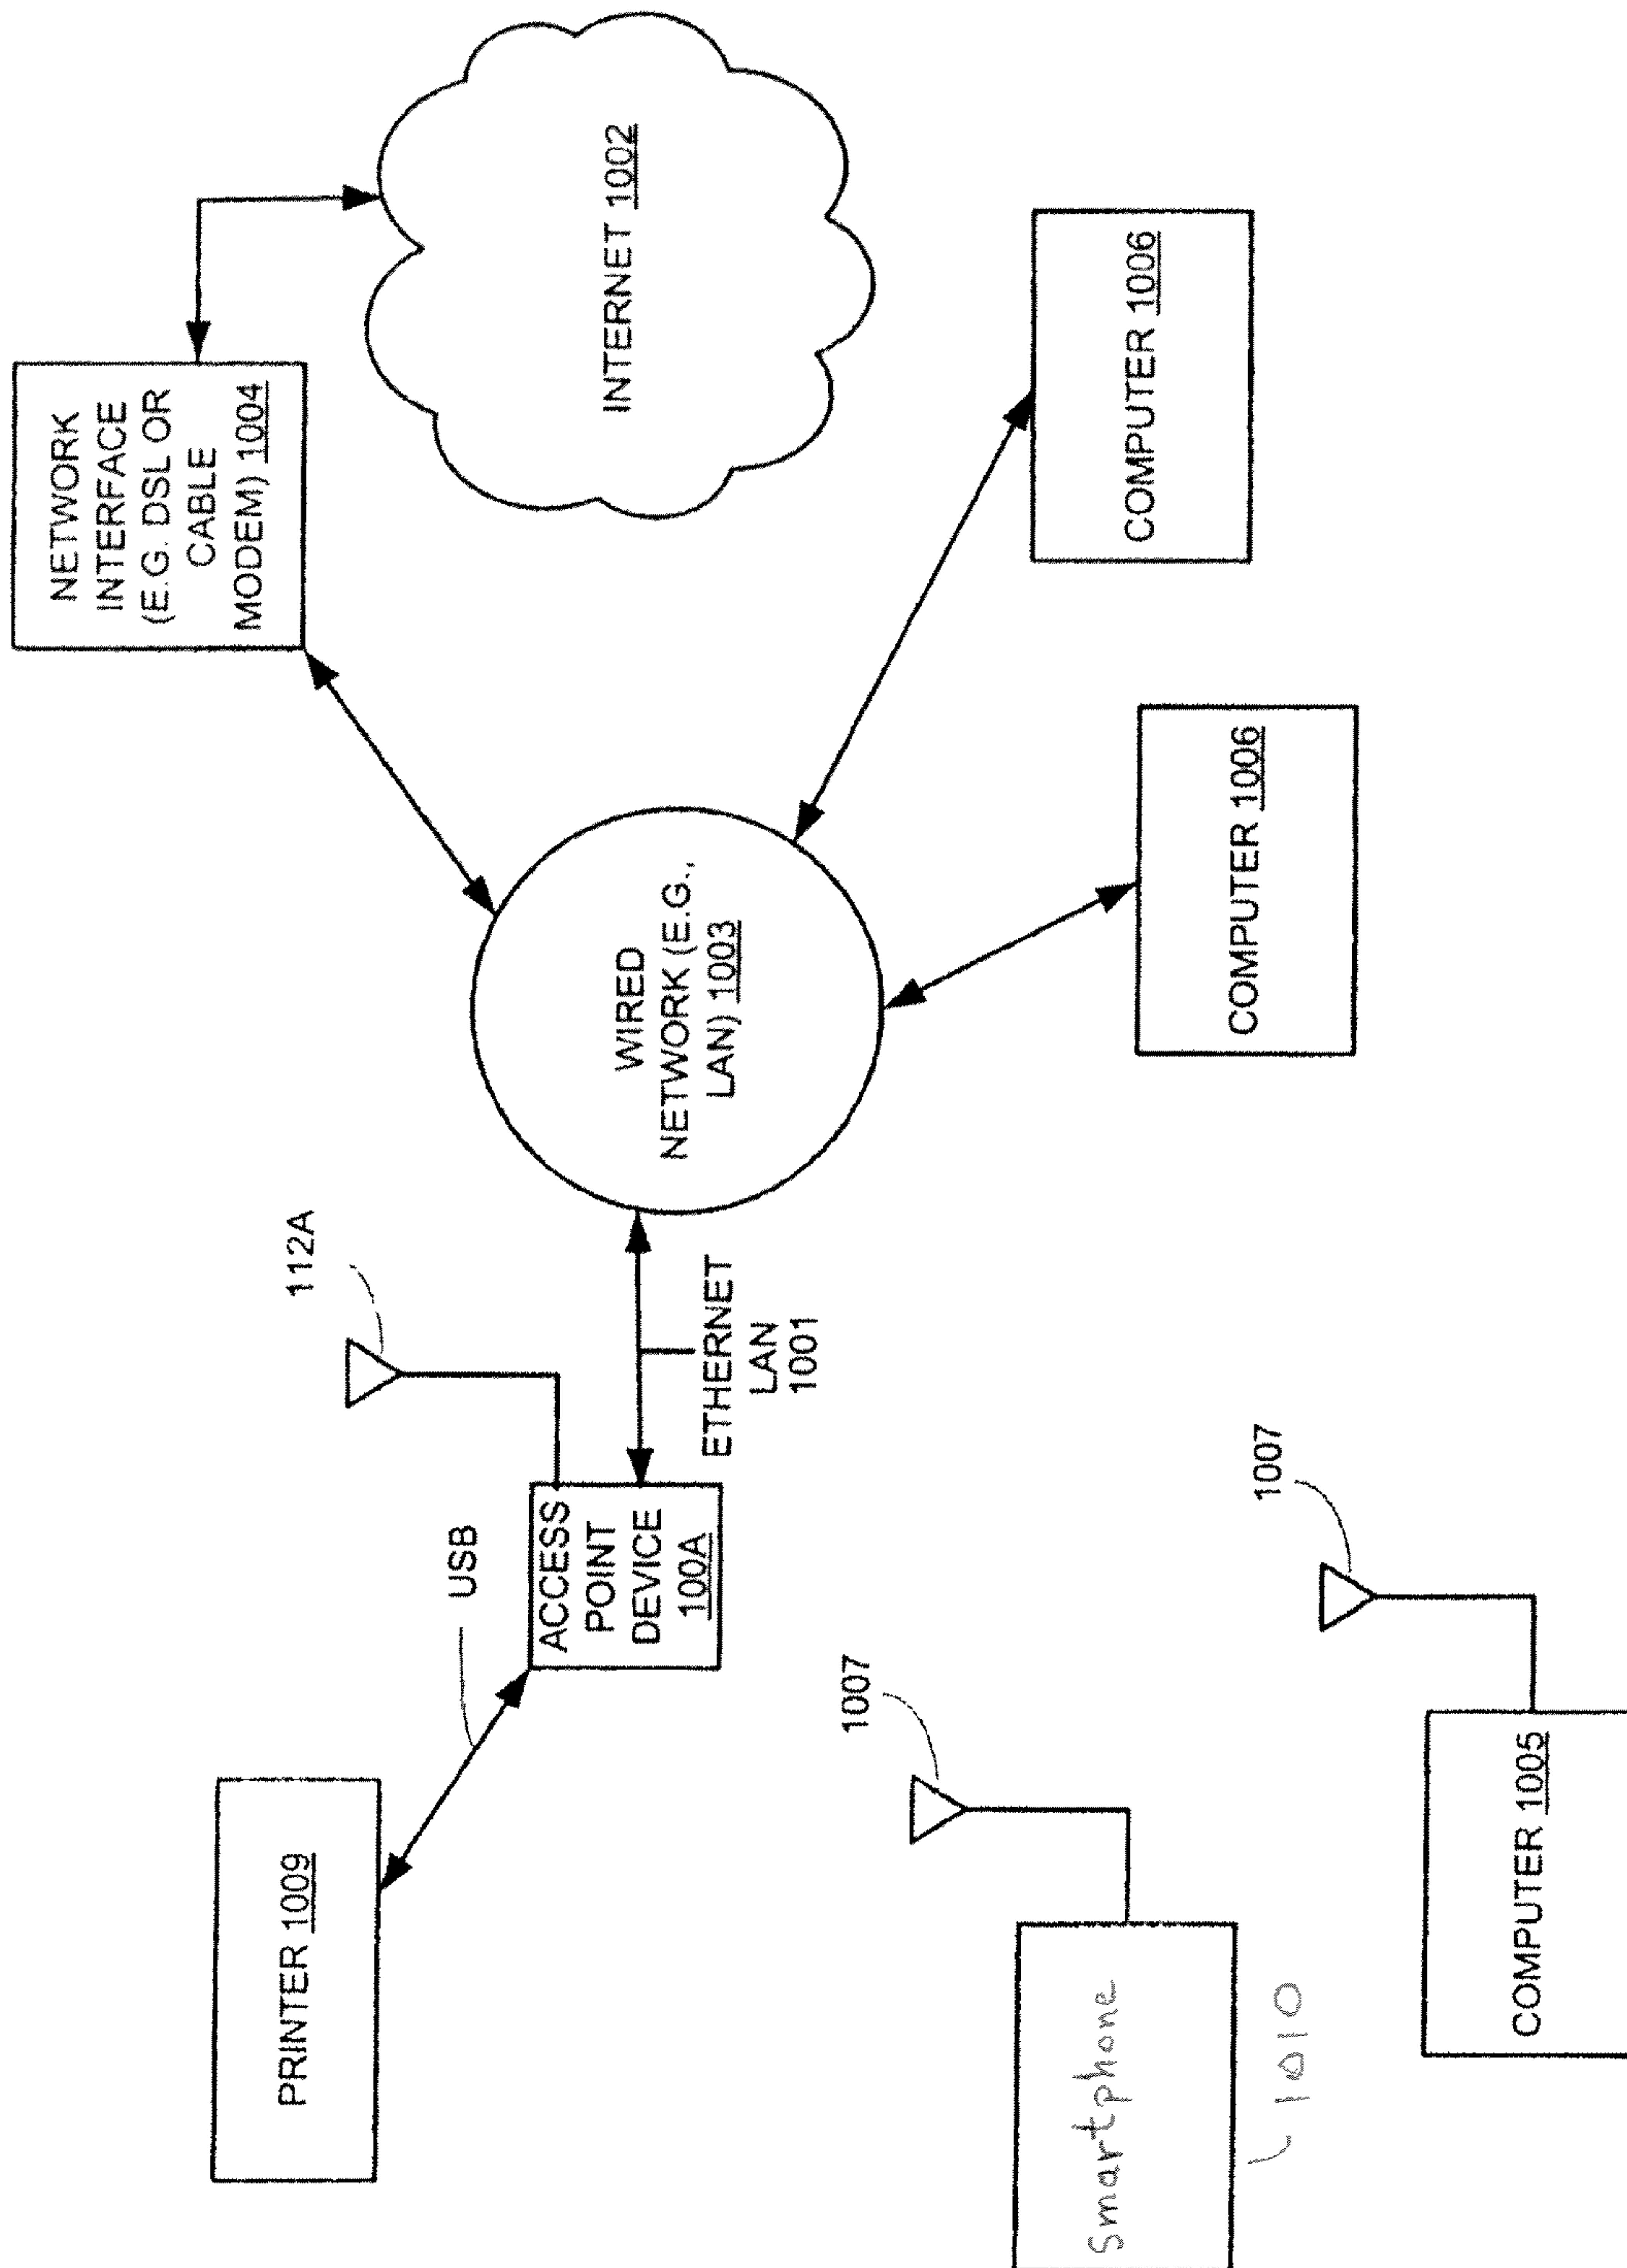 PRINTER 1009
USB
112A
ACCESS
POINT
DEVICE
100A
ETHERNET
LAN
1001
NETWORK
INTERFACE
(E.G. DSL OR
CABLE
MODEM) 1004
WIRED
NETWORK (E.G.,
LAN) 1003
INTERNET 1002
1007
Smartphone
1010
1007
COMPUTER 1005
COMPUTER 1006
COMPUTER 1006